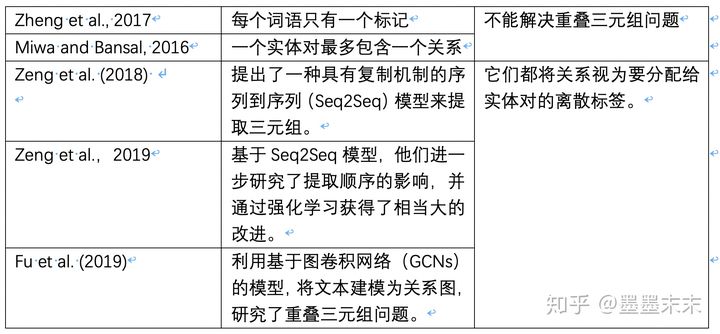 Zheng et al., 2017
每个词语只有一个标记
不能解决重叠三元组问题
Miwa and Bansal, 2016
一个实体对最多包含一个关系
Zeng et al. (2018)
提出了一种具有复制机制的序
列到序列 (Seq2Seq) 模型来提
取三元组。
它们都将关系视为要分配给
实体对的离散标签。
Zeng et al., 2019
基于 Seq2Seq 模型，他们进一
步研究了提取顺序的影响，并
通过强化学习获得了相当大的
改进。
Fu et al. (2019)
利用基于图卷积网络（GCNs）
的模型，将文本建模为关系图，
研究了重叠三元组问题。
知乎 @墨墨末末